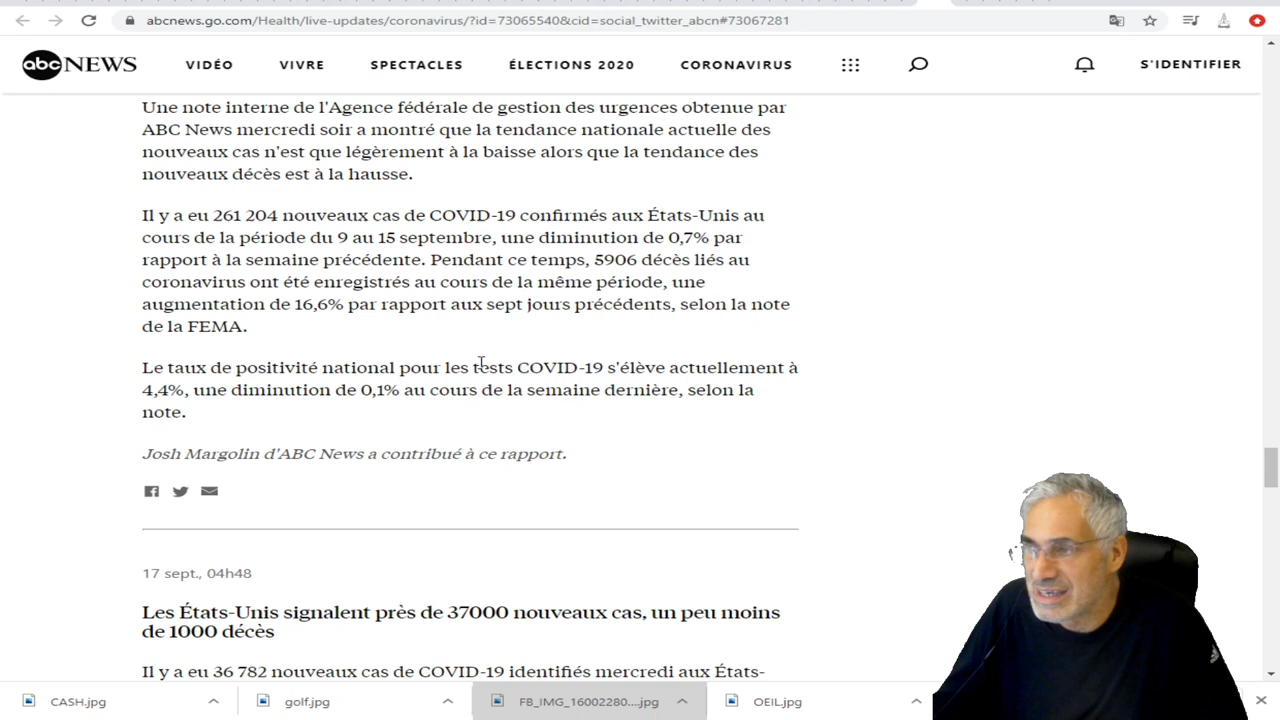 abcnews.go.com/Health/live-updates/coronavirus/?id=73065540&cid=social_twitter_abcn#73067281
abc NEWS VIDÉO VIVRE SPECTACLES ÉLECTIONS 2020 CORONAVIRUS S'IDENTIFIER
Une note interne de l'Agence fédérale de gestion des urgences obtenue par
ABC News mercredi soir a montré que la tendance nationale actuelle des
nouveaux cas n'est que légèrement à la baisse alors que la tendance des
nouveaux décès est à la hausse.
Il y a eu 261 204 nouveaux cas de COVID-19 confirmés aux États-Unis au
cours de la période du 9 au 15 septembre, une diminution de 0,7% par
rapport à la semaine précédente. Pendant ce temps, 5906 décès liés au
coronavirus ont été enregistrés au cours de la même période, une
augmentation de 16,6% par rapport aux sept jours précédents, selon la note
de la FEMA.
Le taux de positivité national pour les tests COVID-19 s'élève actuellement à
4,4%, une diminution de 0,1% au cours de la semaine dernière, selon la
note.
Josh Margolin d'ABC News a contribué à ce rapport.
17 sept., 04h48
Les États-Unis signalent près de 37000 nouveaux cas, un peu moins
de 1000 décès
Il y a eu 36 782 nouveaux cas de COVID-19 identifiés mercredi aux États-
CASH.jpg golf.jpg FB_IMG_16002280....jpg OEIL.jpg